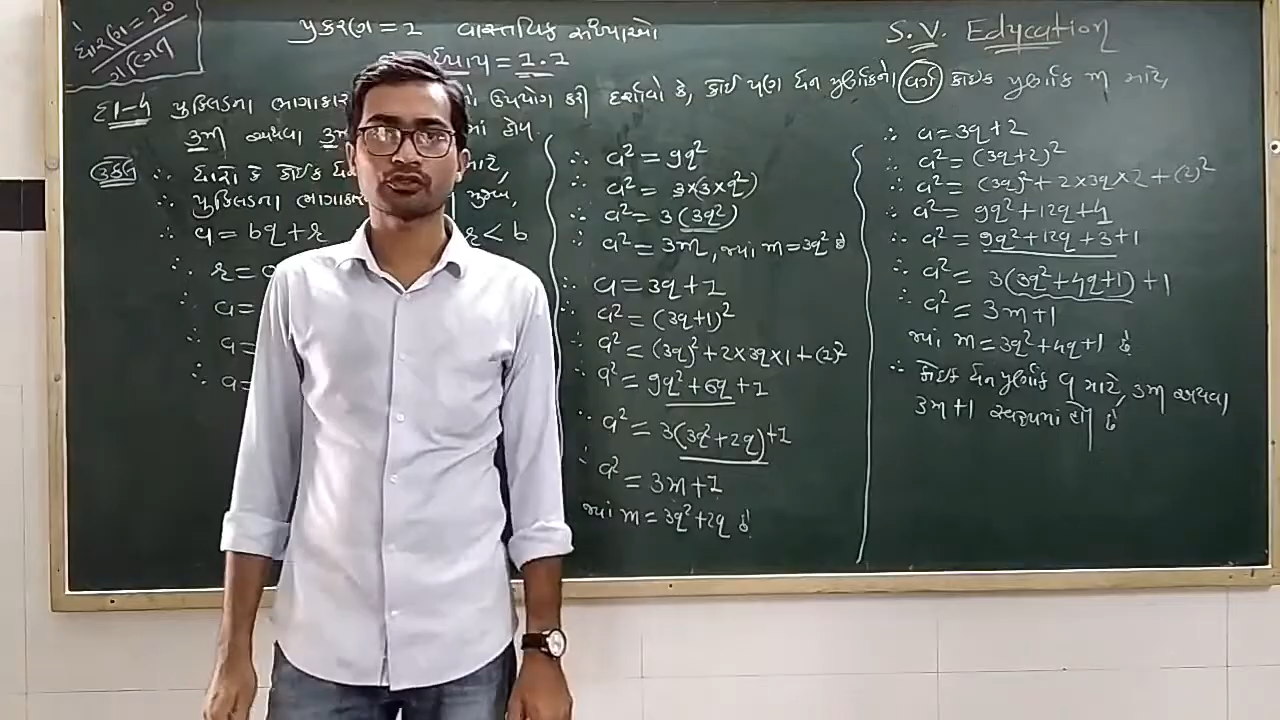 ધોરણ = 10
ગણિત
પ્રકરણ = 1 વાસ્તવિક સંખ્યાઓ
S.V. Education
= 1.1
દા-4 યુક્લિડના ભાગાકાર ઉપયોગ કરી દર્શાવો કે, કોઈ પણ ધન પૂર્ણાંકનો વર્ગ કોઈક પૂર્ણાંક m માટે,
3m અથવા માં હોય.
ઉકેલ ∴ ધારો કે કોઈક માટે,
∴ યુક્લિડના ભાગાકાર મુજબ,
∴ a = bq + r r < b
∴ r =
∴ a =
∴ a =
∴ a =
∴ a² = 9q²
∴ a² = 3×(3×q²)
∴ a² = 3(3q²)
∴ a² = 3m, જ્યાં m = 3q² છે
∴ a = 3q + 1
∴ a² = (3q+1)²
∴ a² = (3q)² + 2×3q×1 + (1)²
∴ a² = 9q² + 6q + 1
∴ a² = 3(3q² + 2q) + 1
∴ a² = 3m + 1
જ્યાં m = 3q² + 2q છે.
∴ a = 3q + 2
∴ a² = (3q+2)²
∴ a² = (3q)² + 2×3q×2 + (2)²
∴ a² = 9q² + 12q + 4
∴ a² = 9q² + 12q + 3 + 1
∴ a² = 3(3q² + 4q + 1) + 1
∴ a² = 3m + 1
જ્યાં m = 3q² + 4q + 1 છે
∴ કોઈક ધન પૂર્ણાંક q માટે, 3m અથવા
3m + 1 સ્વરૂપમાં છે